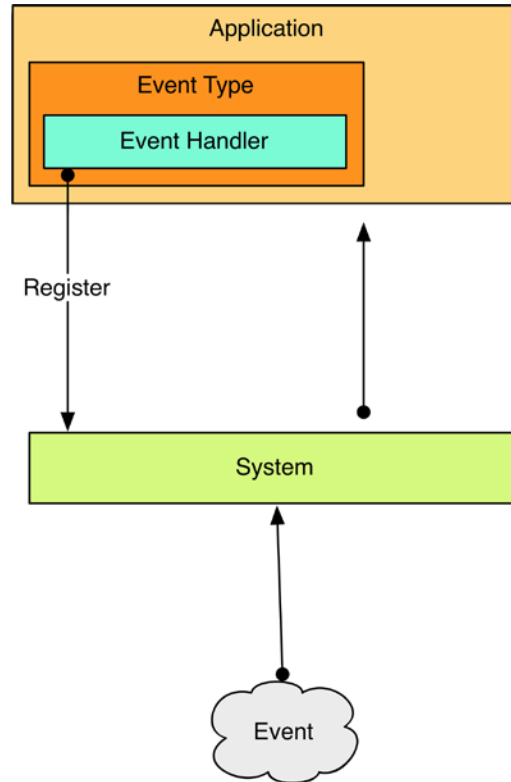 Application
Event Type
Event Handler
Register
System
Event